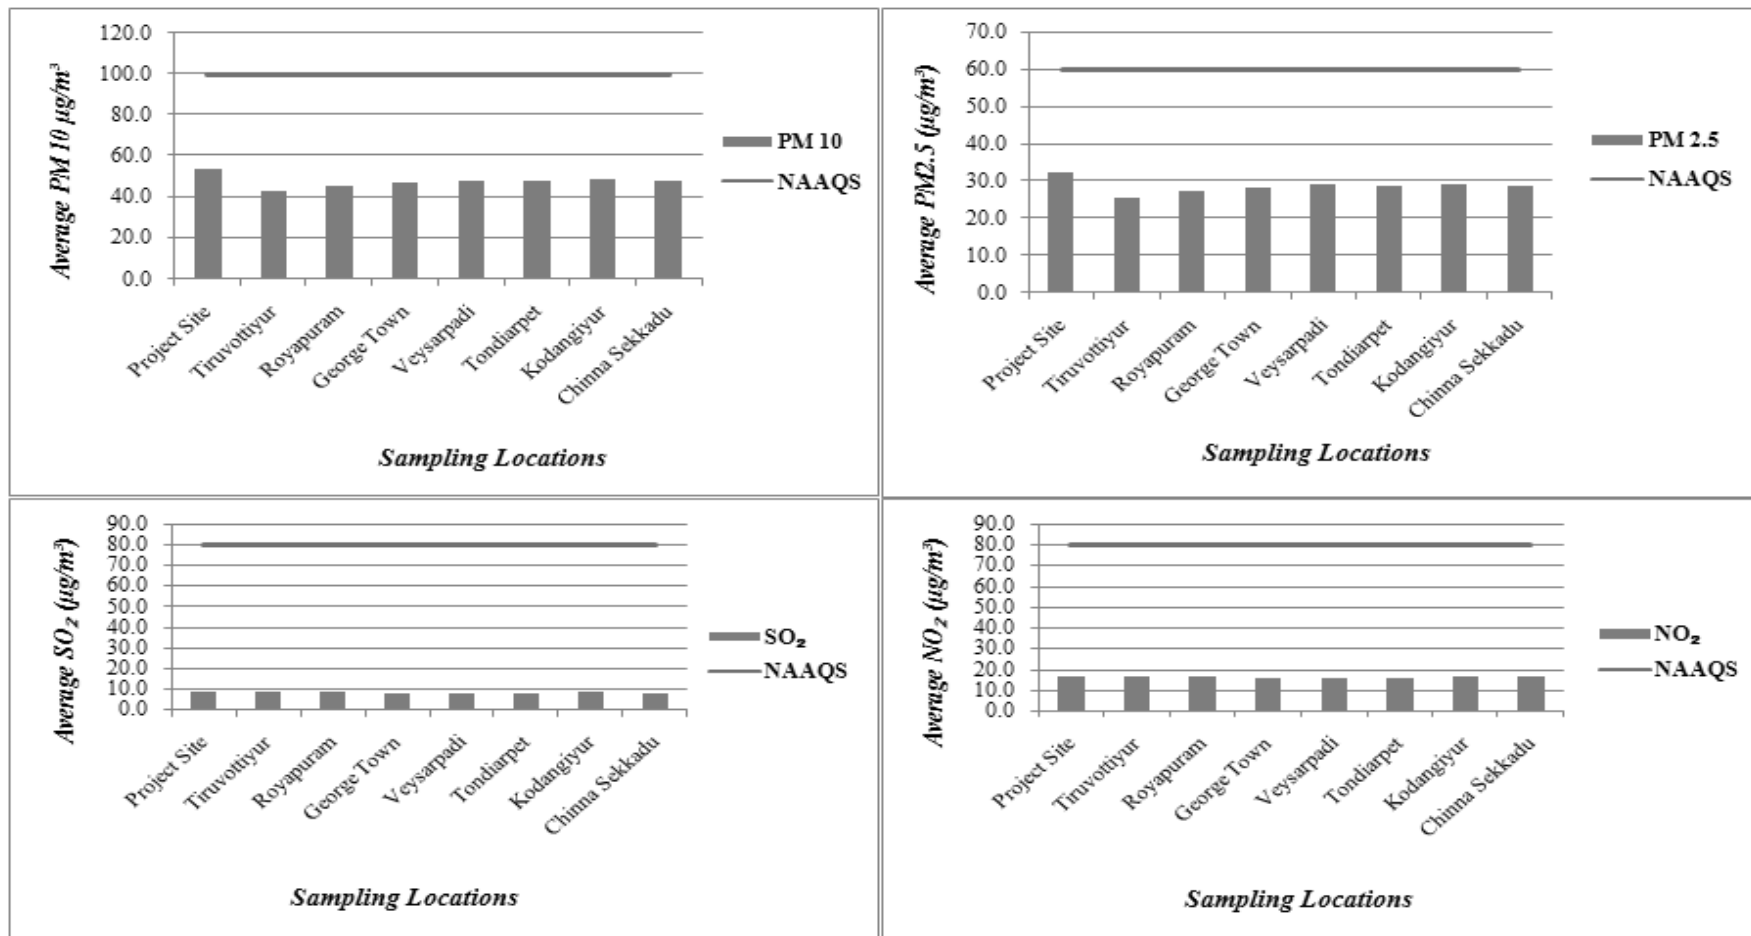 Average PM 10 µg/m³
120.0
100.0
80.0
60.0
40.0
20.0
0.0
Project Site
Tiruvottiyur
Royapuram
George Town
Veysarpadi
Tondiarpet
Kodangiyur
Chinna Sekkadu
PM 10
NAAQS
Sampling Locations
Average PM2.5 (µg/m³)
70.0
60.0
50.0
40.0
30.0
20.0
10.0
0.0
Project Site
Tiruvottiyur
Royapuram
George Town
Veysarpadi
Tondiarpet
Kodangiyur
Chinna Sekkadu
PM 2.5
NAAQS
Sampling Locations
Average SO₂ (µg/m³)
90.0
80.0
70.0
60.0
50.0
40.0
30.0
20.0
10.0
0.0
Project Site
Tiruvottiyur
Royapuram
George Town
Veysarpadi
Tondiarpet
Kodangiyur
Chinna Sekkadu
SO₂
NAAQS
Sampling Locations
Average NO₂ (µg/m³)
90.0
80.0
70.0
60.0
50.0
40.0
30.0
20.0
10.0
0.0
Project Site
Tiruvottiyur
Royapuram
George Town
Veysarpadi
Tondiarpet
Kodangiyur
Chinna Sekkadu
NO₂
NAAQS
Sampling Locations